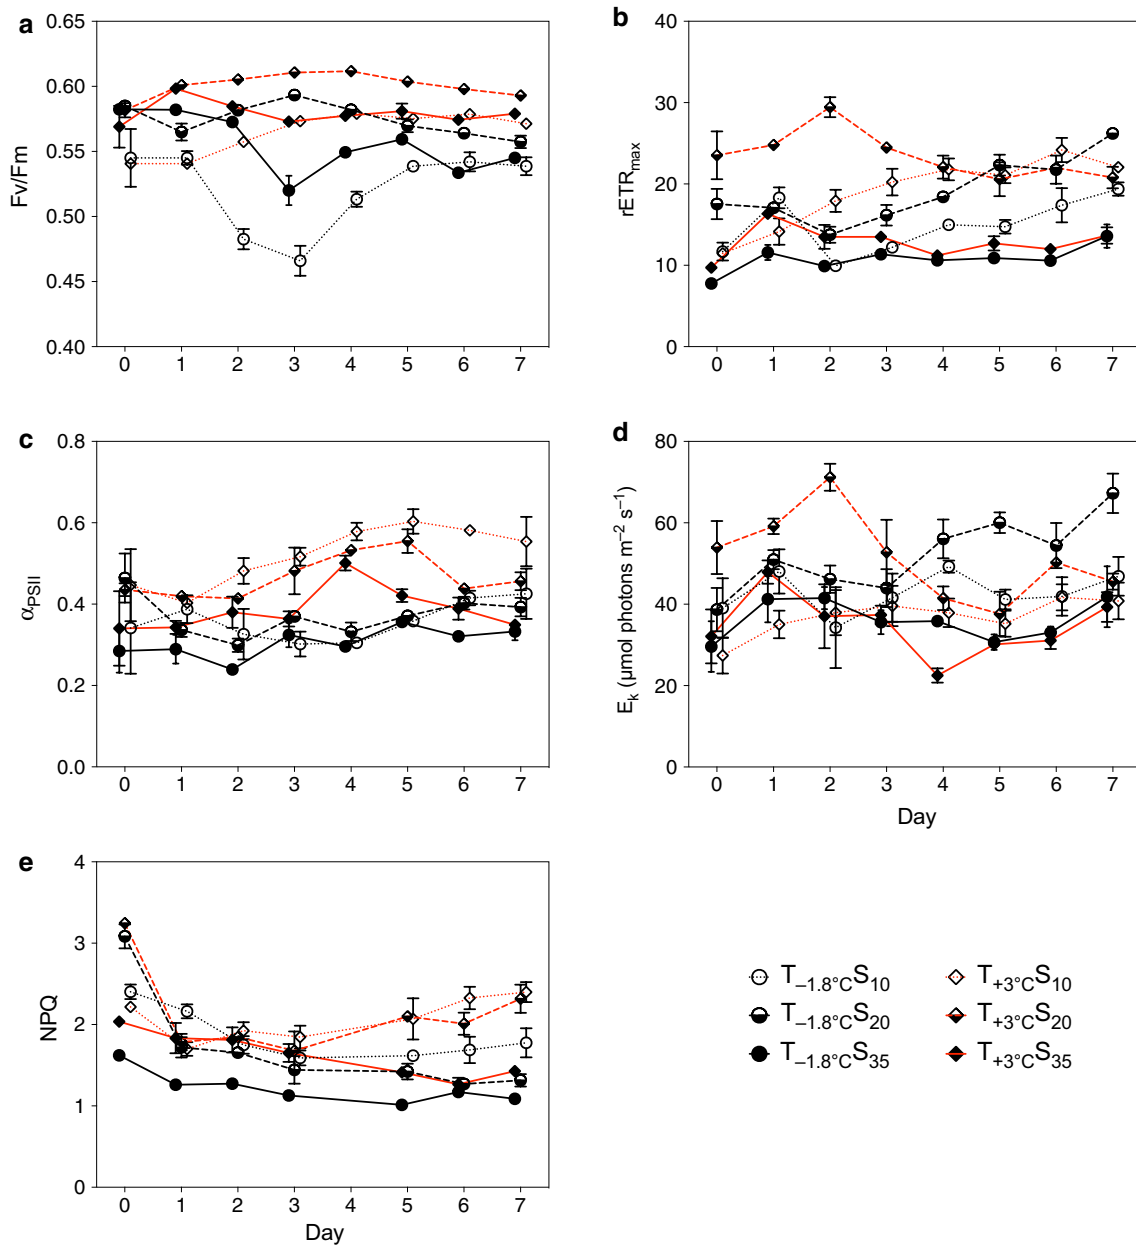 a
0.65
0.60
0.55
0.50
0.45
0.40
Fv/Fm
0 1 2 3 4 5 6 7
b
40
30
20
10
0
rETRmax
0 1 2 3 4 5 6 7
c
0.8
0.6
0.4
0.2
0.0
αPSII
0 1 2 3 4 5 6 7
d
80
60
40
20
0
Ek (μmol photons m–2 s–1)
0 1 2 3 4 5 6 7
Day
e
4
3
2
1
0
NPQ
0 1 2 3 4 5 6 7
Day
T–1.8°CS10
T–1.8°CS20
T–1.8°CS35
T+3°CS10
T+3°CS20
T+3°CS35